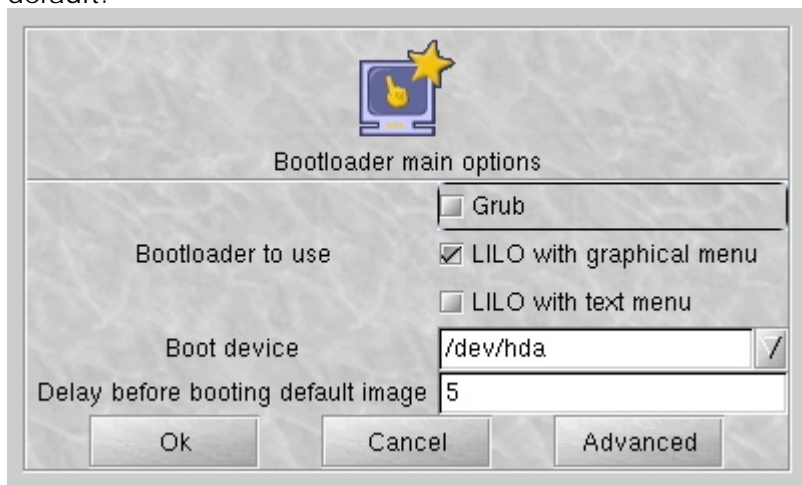 default?
Bootloader main options
Grub
Bootloader to use
LILO with graphical menu
LILO with text menu
Boot device
/dev/hda
Delay before booting default image
5
Ok
Cancel
Advanced